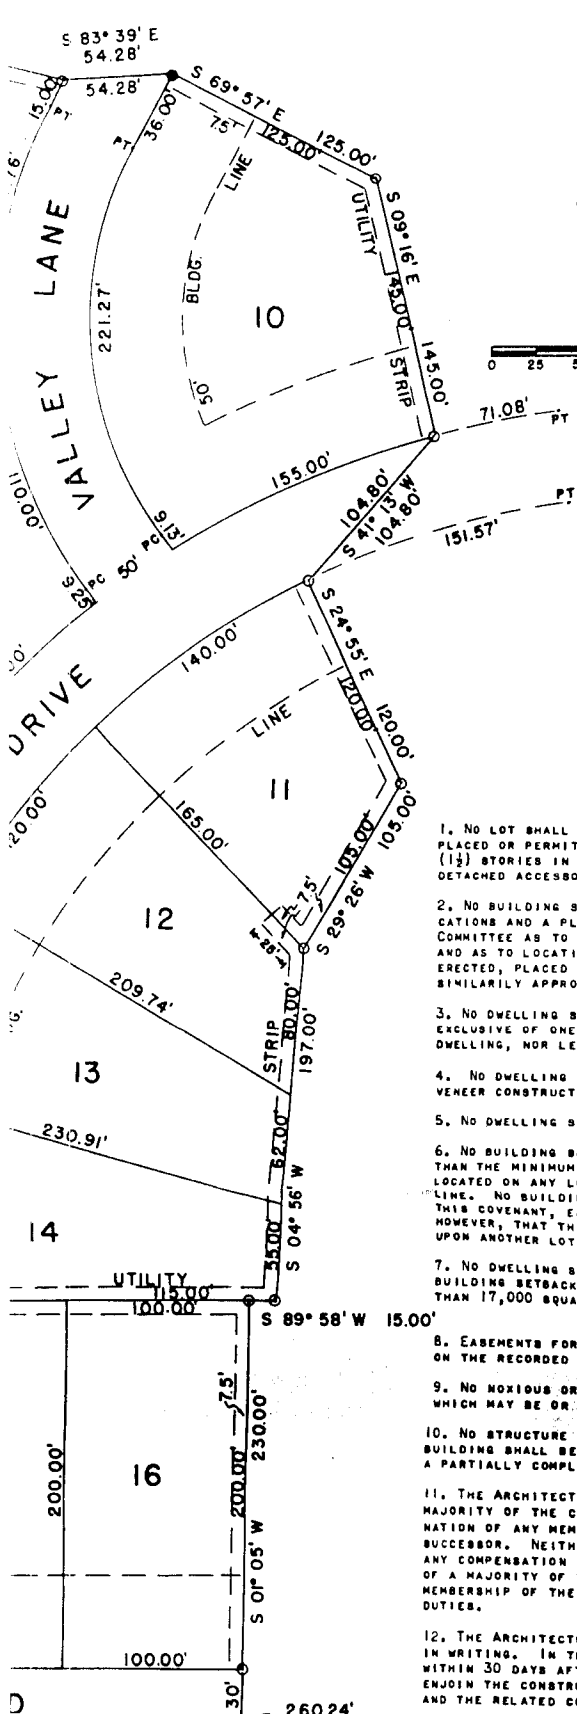 S 83° 39' E
54.28'
54.28'
15.00'
PT
S 69° 57' E
36.00'
PT
7.5'
125.00'
125.00'
LINE
UTILITY
S 09° 16' E
VALLEY LANE
221.27'
BLDG.
10
145.00'
145.00'
STRIP
0 25
50'
71.08'
PT
155.00'
9.13'
PC
50'
PC
9.25'
100.00'
104.80'
S 41° 13' W
104.80'
151.57'
PT
140.00'
S 24° 55' E
120.00'
120.00'
DRIVE
LINE
11
165.00'
105.00'
105.00'
S 29° 26' W
7.5'
25'
12
209.74'
STRIP
80.00'
197.00'
13
230.91'
62.00'
S 04° 56' W
14
55.00'
UTILITY
115.00'
100.00'
S 89° 58' W 15.00'
7.5'
230.00'
200.00'
16
200.00'
S 01° 05' W
100.00'
30'
260.24'
1. NO LOT SHALL
PLACED OR PERMIT
(1½) STORIES IN
DETACHED ACCESSO
2. NO BUILDING S
CATIONS AND A PL
COMMITTEE AS TO
AND AS TO LOCATI
ERECTED, PLACED
SIMILARILY APPRO
3. NO DWELLING S
EXCLUSIVE OF ONE
DWELLING, NOR LE
4. NO DWELLING
VENEER CONSTRUCT
5. NO DWELLING S
6. NO BUILDING S
THAN THE MINIMUM
LOCATED ON ANY L
LINE. NO BUILDI
THIS COVENANT, E
HOWEVER, THAT TH
UPON ANOTHER LOT
7. NO DWELLING S
BUILDING SETBACK
THAN 17,000 SQUA
8. EASEMENTS FOR
ON THE RECORDED
9. NO NOXIOUS OR
WHICH MAY BE OR
10. NO STRUCTURE
BUILDING SHALL BE
A PARTIALLY COMPL
11. THE ARCHITECT
MAJORITY OF THE C
NATION OF ANY MEM
SUCCESSOR. NEITH
ANY COMPENSATION
OF A MAJORITY OF
MEMBERSHIP OF THE
DUTIES.
12. THE ARCHITECT
IN WRITING. IN T
WITHIN 30 DAYS AF
ENJOIN THE CONSTR
AND THE RELATED C